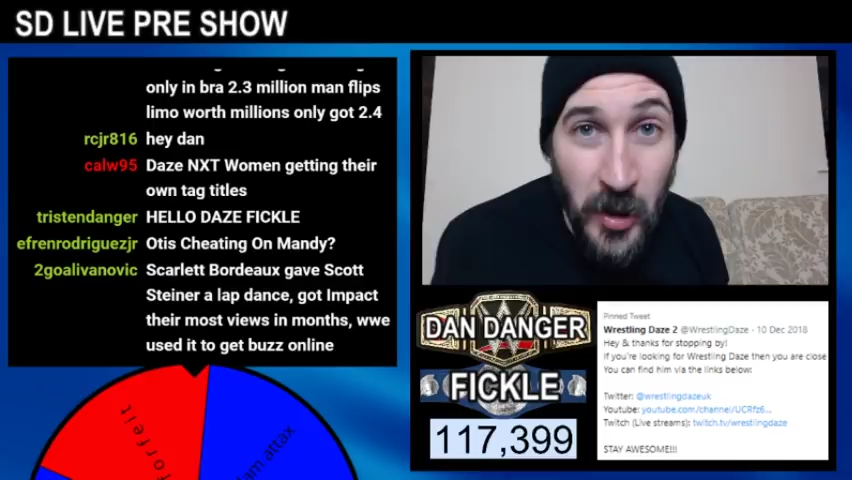 SD LIVE PRE SHOW
only in bra 2.3 million man flips
limo worth millions only got 2.4
rcjr816 hey dan
calw95 Daze NXT Women getting their
own tag titles
tristendanger HELLO DAZE FICKLE
efrenrodriguezjr Otis Cheating On Mandy?
2goalivanovic Scarlett Bordeaux gave Scott
Steiner a lap dance, got Impact
their most views in months, wwe
used it to get buzz online
forfeit
am attax
DAN DANGER
FICKLE
117,399
Pinned Tweet
Wrestling Daze 2 @WrestlingDaze - 10 Dec 2018
Hey & thanks for stopping by!
If you're looking for Wrestling Daze then you are close
You can find him via the links below:
Twitter: @wrestlingdazeuk
Youtube: youtube.com/channel/UCRfz6...
Twitch (Live streams): twitch.tv/wrestlingdaze
STAY AWESOME!!!